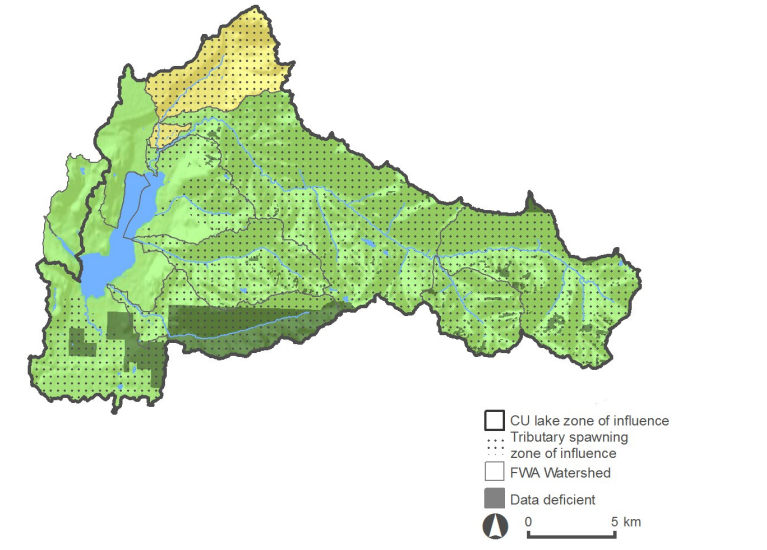 CU lake zone of influence
Tributary spawning
zone of influence
FWA Watershed
Data deficient
0 5 km